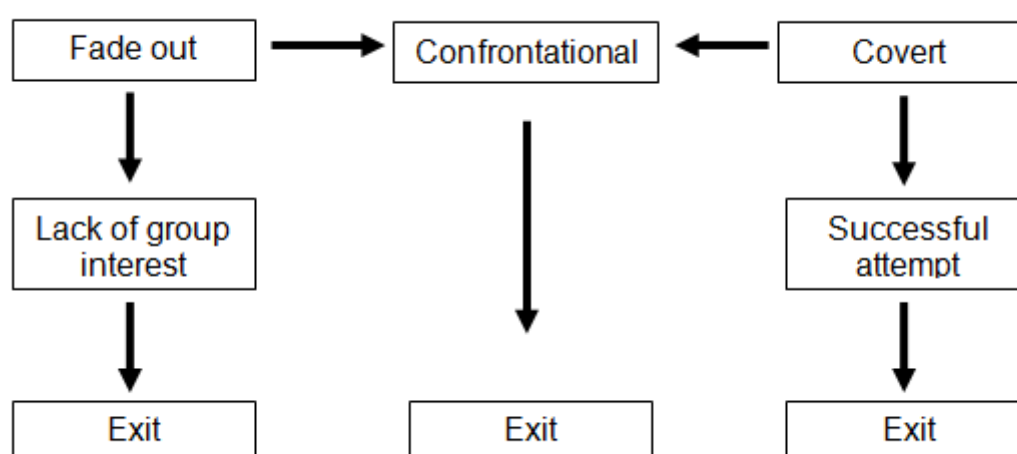 Fade out
Confrontational
Covert
Lack of group
interest
Successful
attempt
Exit
Exit
Exit